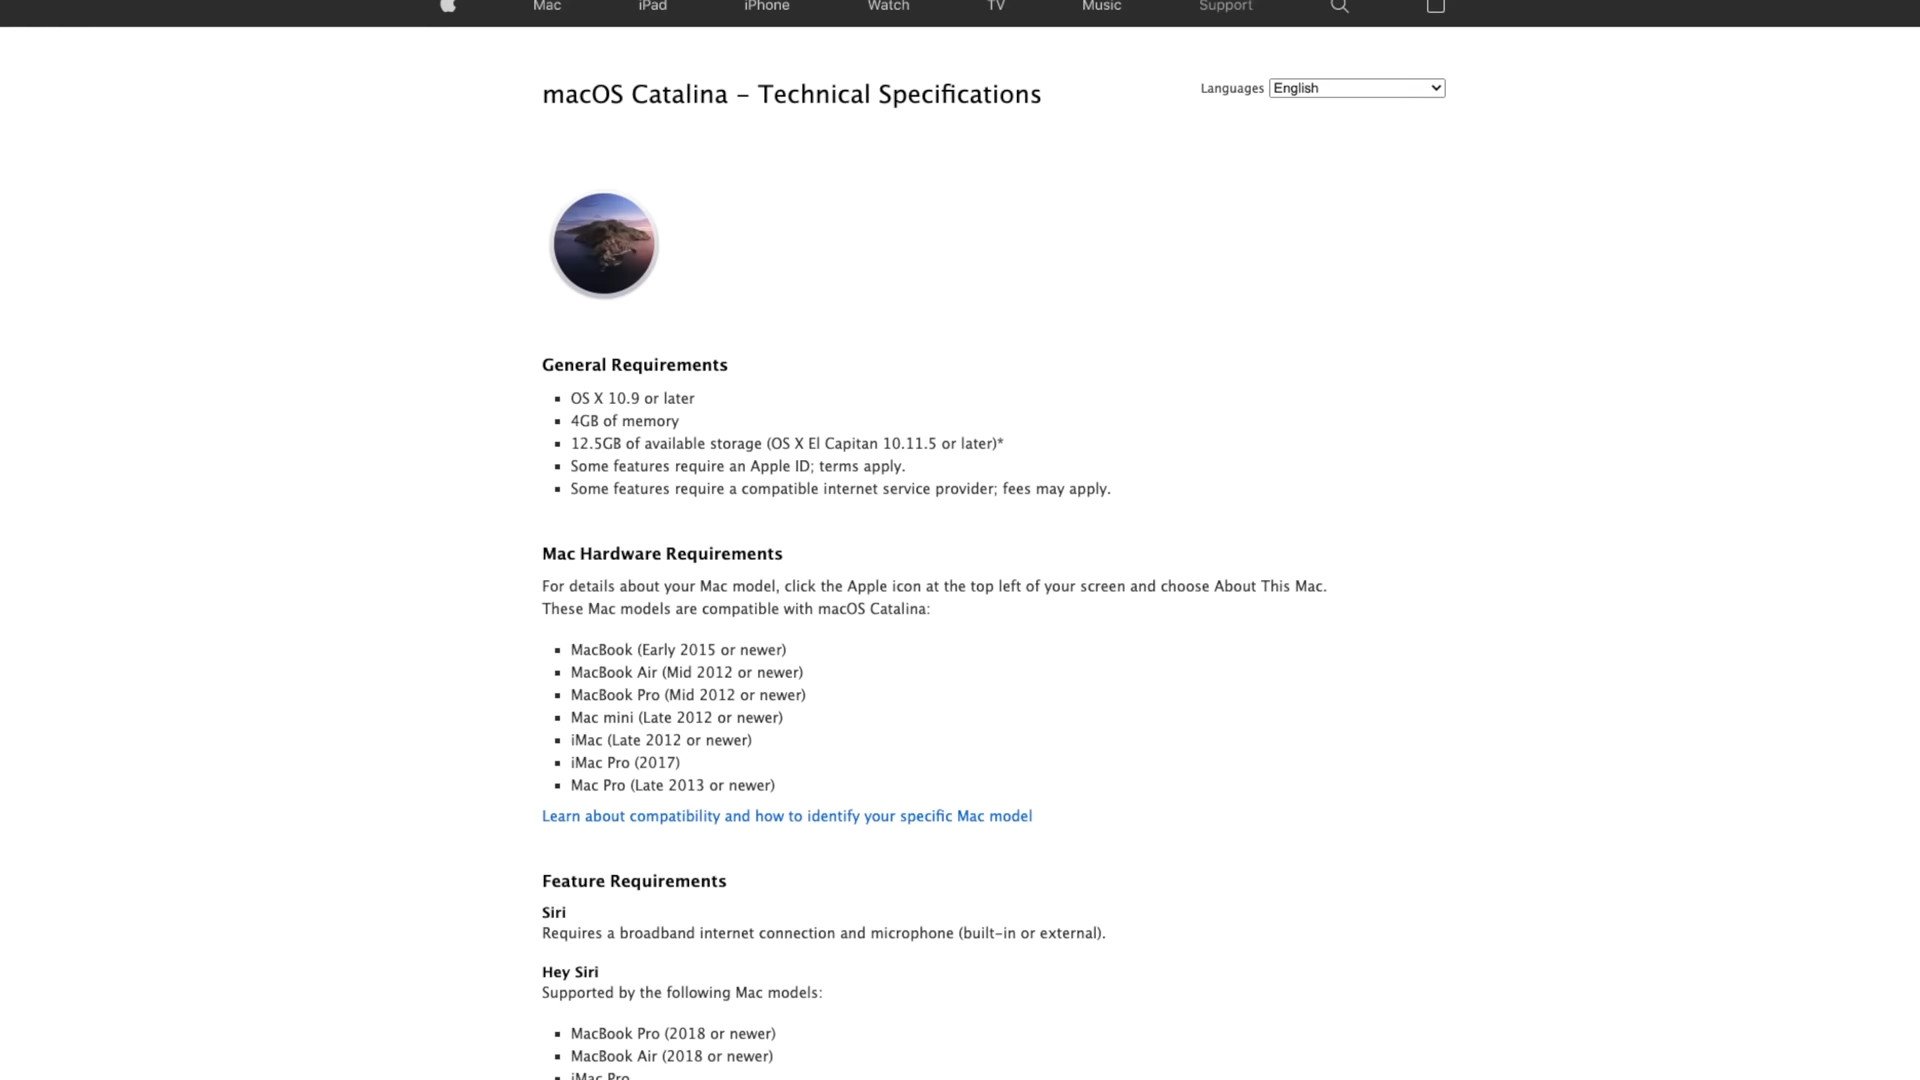 Mac iPad iPhone Watch TV Music Support
macOS Catalina – Technical Specifications
Languages English
General Requirements
▪ OS X 10.9 or later
▪ 4GB of memory
▪ 12.5GB of available storage (OS X El Capitan 10.11.5 or later)*
▪ Some features require an Apple ID; terms apply.
▪ Some features require a compatible internet service provider; fees may apply.
Mac Hardware Requirements
For details about your Mac model, click the Apple icon at the top left of your screen and choose About This Mac.
These Mac models are compatible with macOS Catalina:
▪ MacBook (Early 2015 or newer)
▪ MacBook Air (Mid 2012 or newer)
▪ MacBook Pro (Mid 2012 or newer)
▪ Mac mini (Late 2012 or newer)
▪ iMac (Late 2012 or newer)
▪ iMac Pro (2017)
▪ Mac Pro (Late 2013 or newer)
Learn about compatibility and how to identify your specific Mac model
Feature Requirements
Siri
Requires a broadband internet connection and microphone (built-in or external).
Hey Siri
Supported by the following Mac models:
▪ MacBook Pro (2018 or newer)
▪ MacBook Air (2018 or newer)
▪ iMac Pro